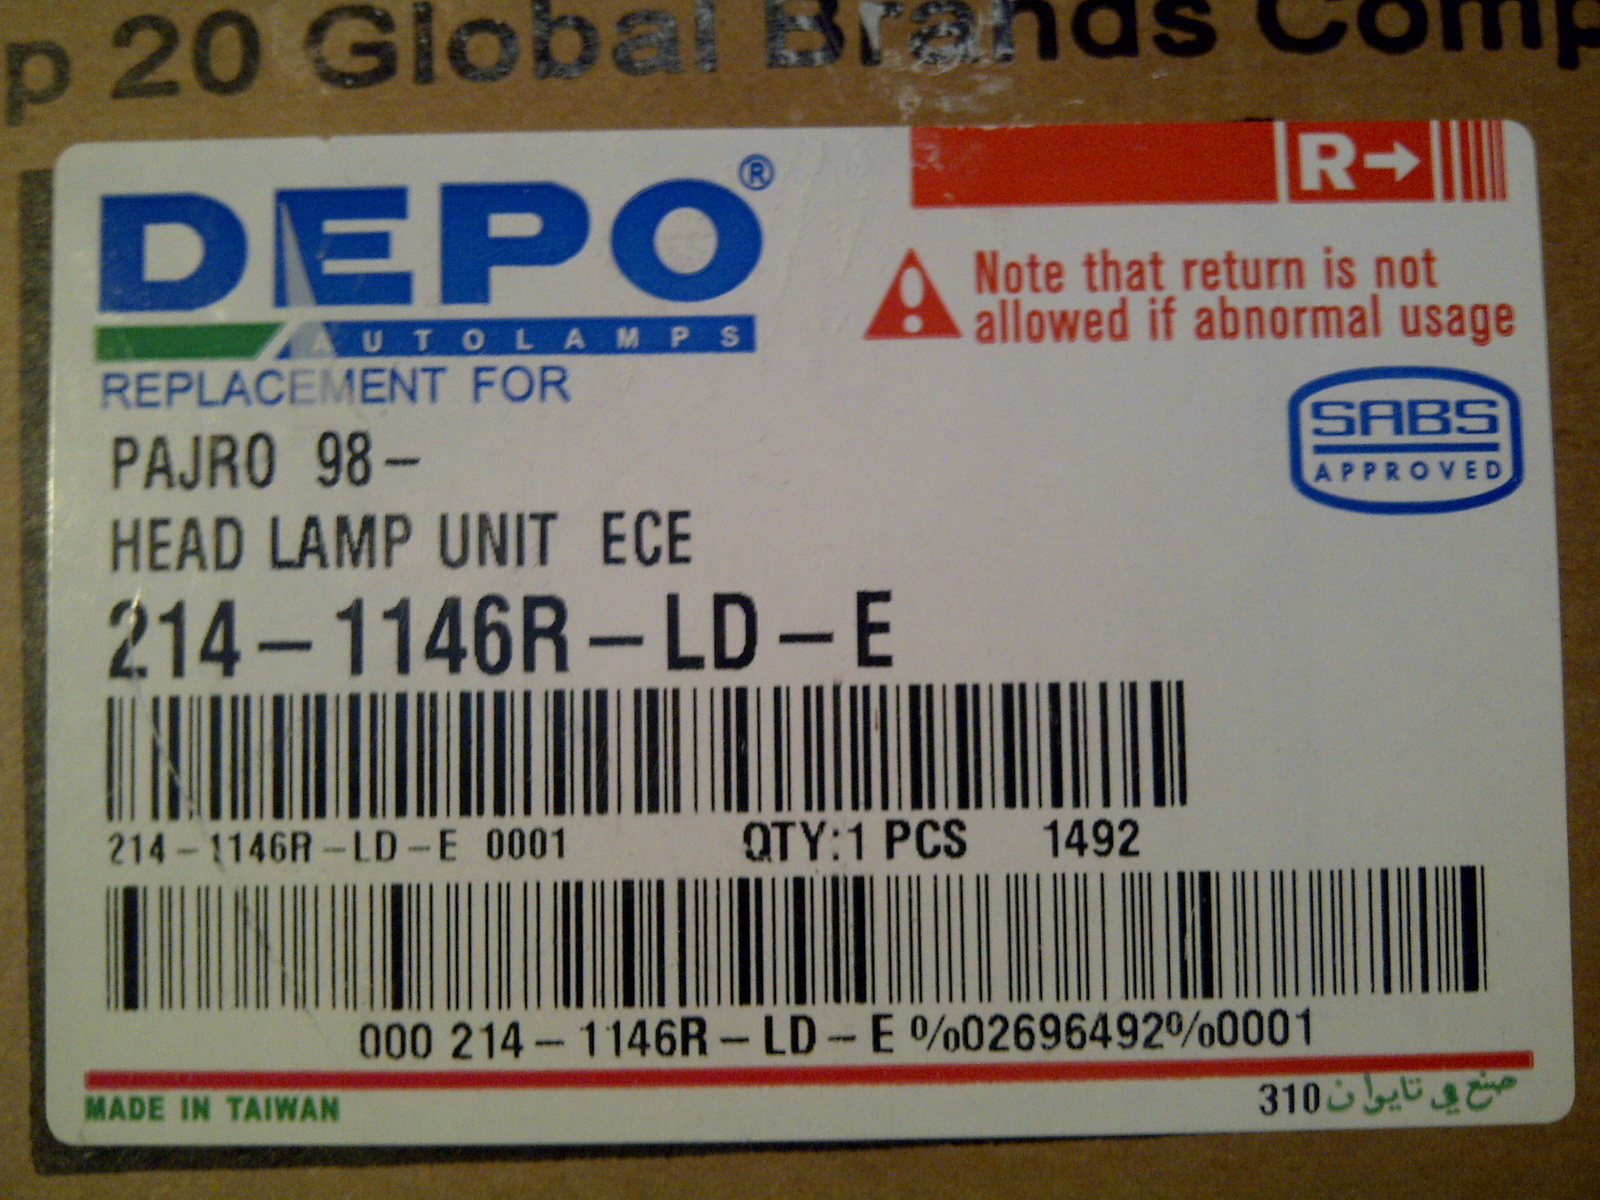 p 20 Global Brands Comp
DEPO®
AUTOLAMPS
R→
Note that return is not
allowed if abnormal usage
REPLACEMENT FOR
SABS
APPROVED
PAJRO 98-
HEAD LAMP UNIT ECE
214-1146R-LD-E
214-1146R-LD-E 0001 QTY:1 PCS 1492
000 214-1146R-LD-E %02696492%0001
MADE IN TAIWAN
310 صنع في تايوان